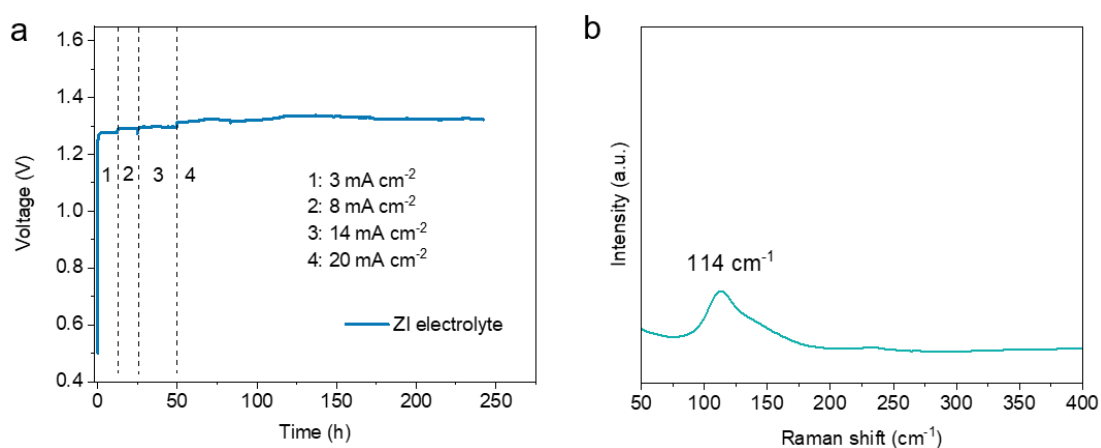 a
1.6
1.4
1.2
1.0
0.8
0.6
0.4
Voltage (V)
1 2 3 4
1: 3 mA cm⁻²
2: 8 mA cm⁻²
3: 14 mA cm⁻²
4: 20 mA cm⁻²
ZI electrolyte
0 50 100 150 200 250
Time (h)
b
Intensity (a.u.)
114 cm⁻¹
50 100 150 200 250 300 350 400
Raman shift (cm⁻¹)